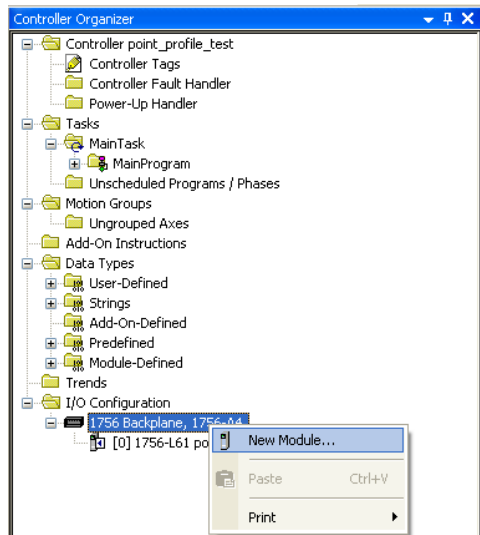 Controller Organizer
Controller point_profile_test
Controller Tags
Controller Fault Handler
Power-Up Handler
Tasks
MainTask
MainProgram
Unscheduled Programs / Phases
Motion Groups
Ungrouped Axes
Add-On Instructions
Data Types
User-Defined
Strings
Add-On-Defined
Predefined
Module-Defined
Trends
I/O Configuration
1756 Backplane, 1756-A4
[0] 1756-L61 po
New Module...
Paste Ctrl+V
Print